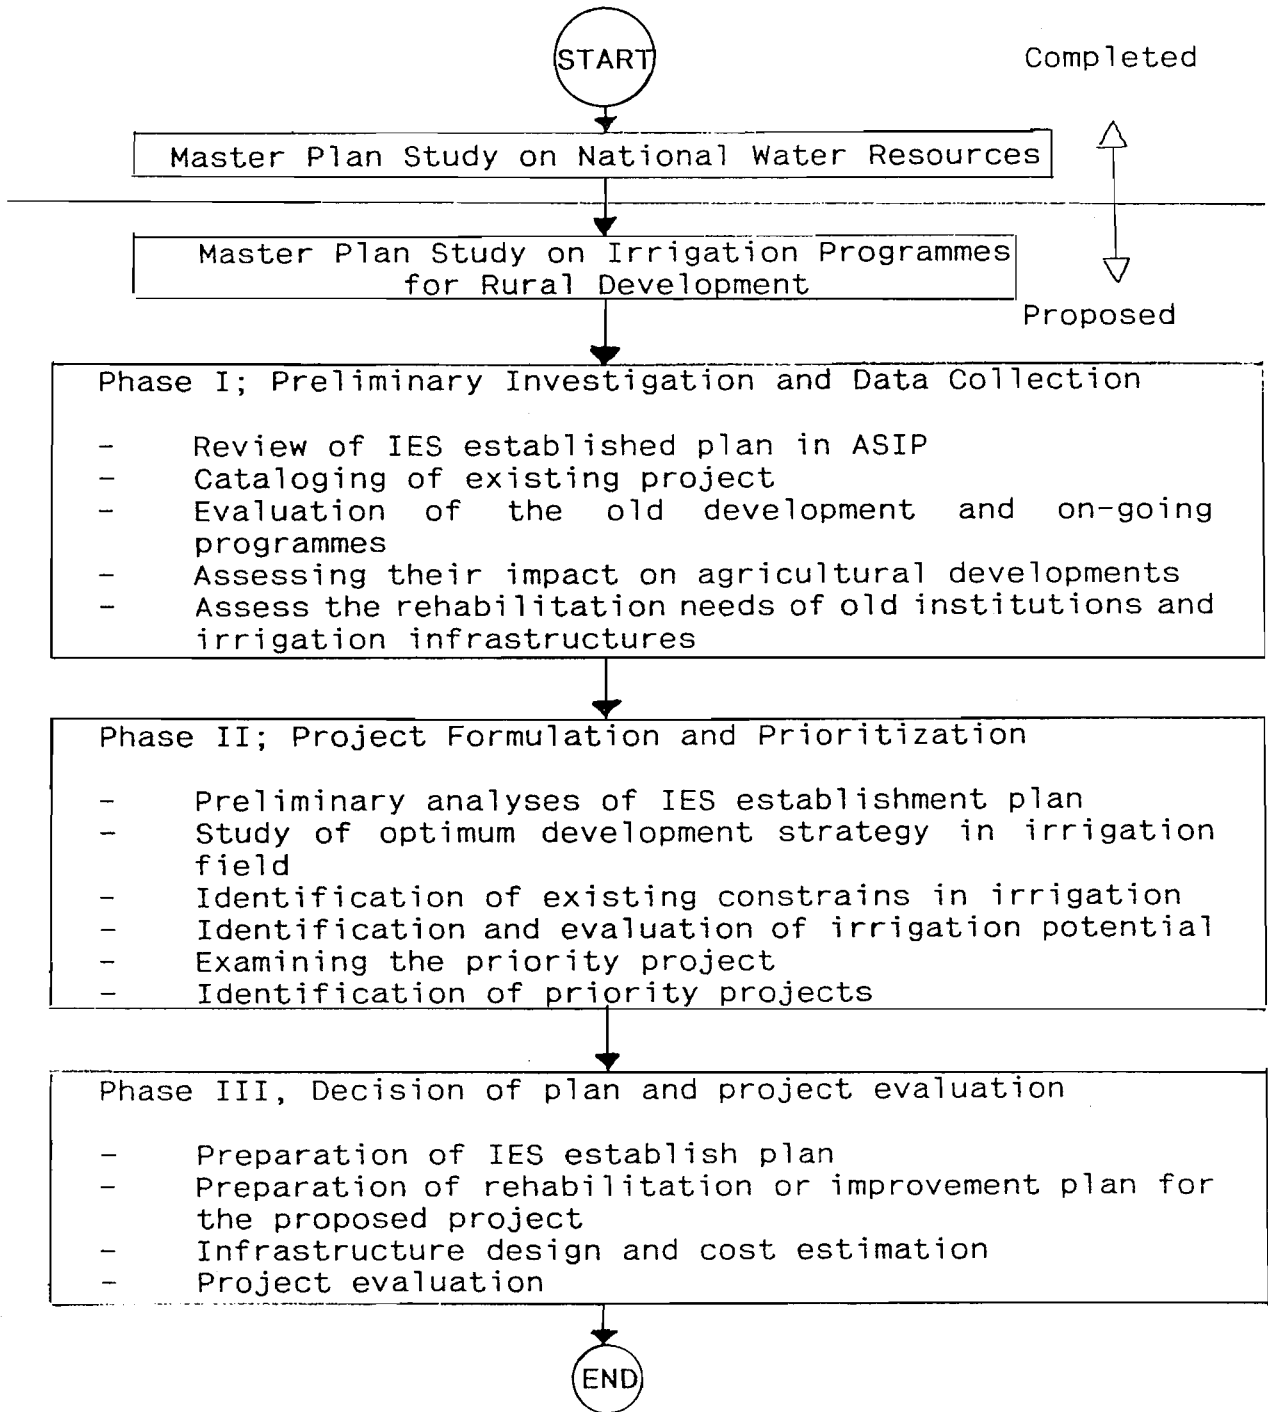 START
Completed
Master Plan Study on National Water Resources
Master Plan Study on Irrigation Programmes
for Rural Development
Proposed
Phase I; Preliminary Investigation and Data Collection
- Review of IES established plan in ASIP
- Cataloging of existing project
- Evaluation of the old development and on-going
programmes
- Assessing their impact on agricultural developments
- Assess the rehabilitation needs of old institutions and
irrigation infrastructures
Phase II; Project Formulation and Prioritization
- Preliminary analyses of IES establishment plan
- Study of optimum development strategy in irrigation
field
- Identification of existing constrains in irrigation
- Identification and evaluation of irrigation potential
- Examining the priority project
- Identification of priority projects
Phase III, Decision of plan and project evaluation
- Preparation of IES establish plan
- Preparation of rehabilitation or improvement plan for
the proposed project
- Infrastructure design and cost estimation
- Project evaluation
END